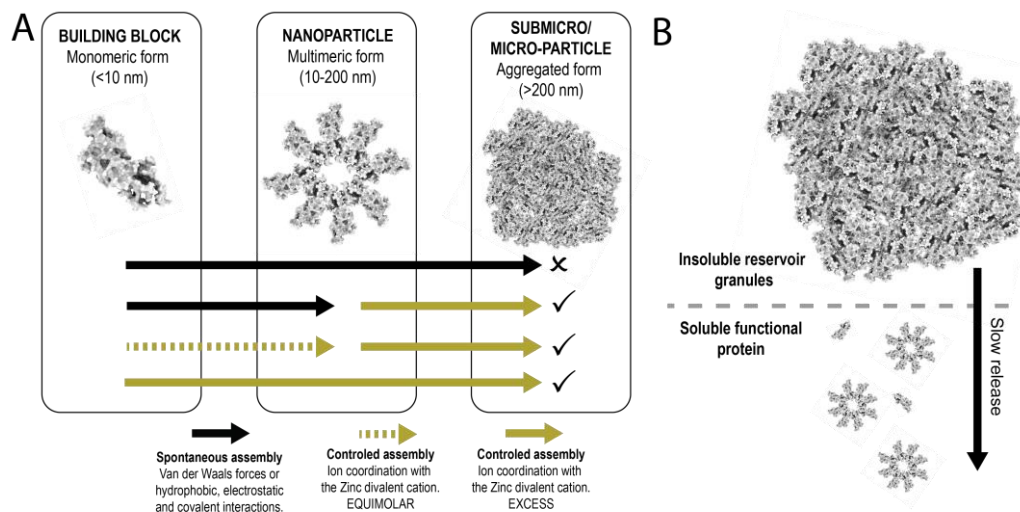 A
BUILDING BLOCK
Monomeric form
(<10 nm)
NANOPARTICLE
Multimeric form
(10-200 nm)
SUBMICRO/
MICRO-PARTICLE
Aggregated form
(>200 nm)
Spontaneous assembly
Van der Waals forces or
hydrophobic, electrostatic
and covalent interactions.
Controled assembly
Ion coordination with
the Zinc divalent cation.
EQUIMOLAR
Controled assembly
Ion coordination with
the Zinc divalent cation.
EXCESS
B
Insoluble reservoir
granules
Soluble functional
protein
Slow release